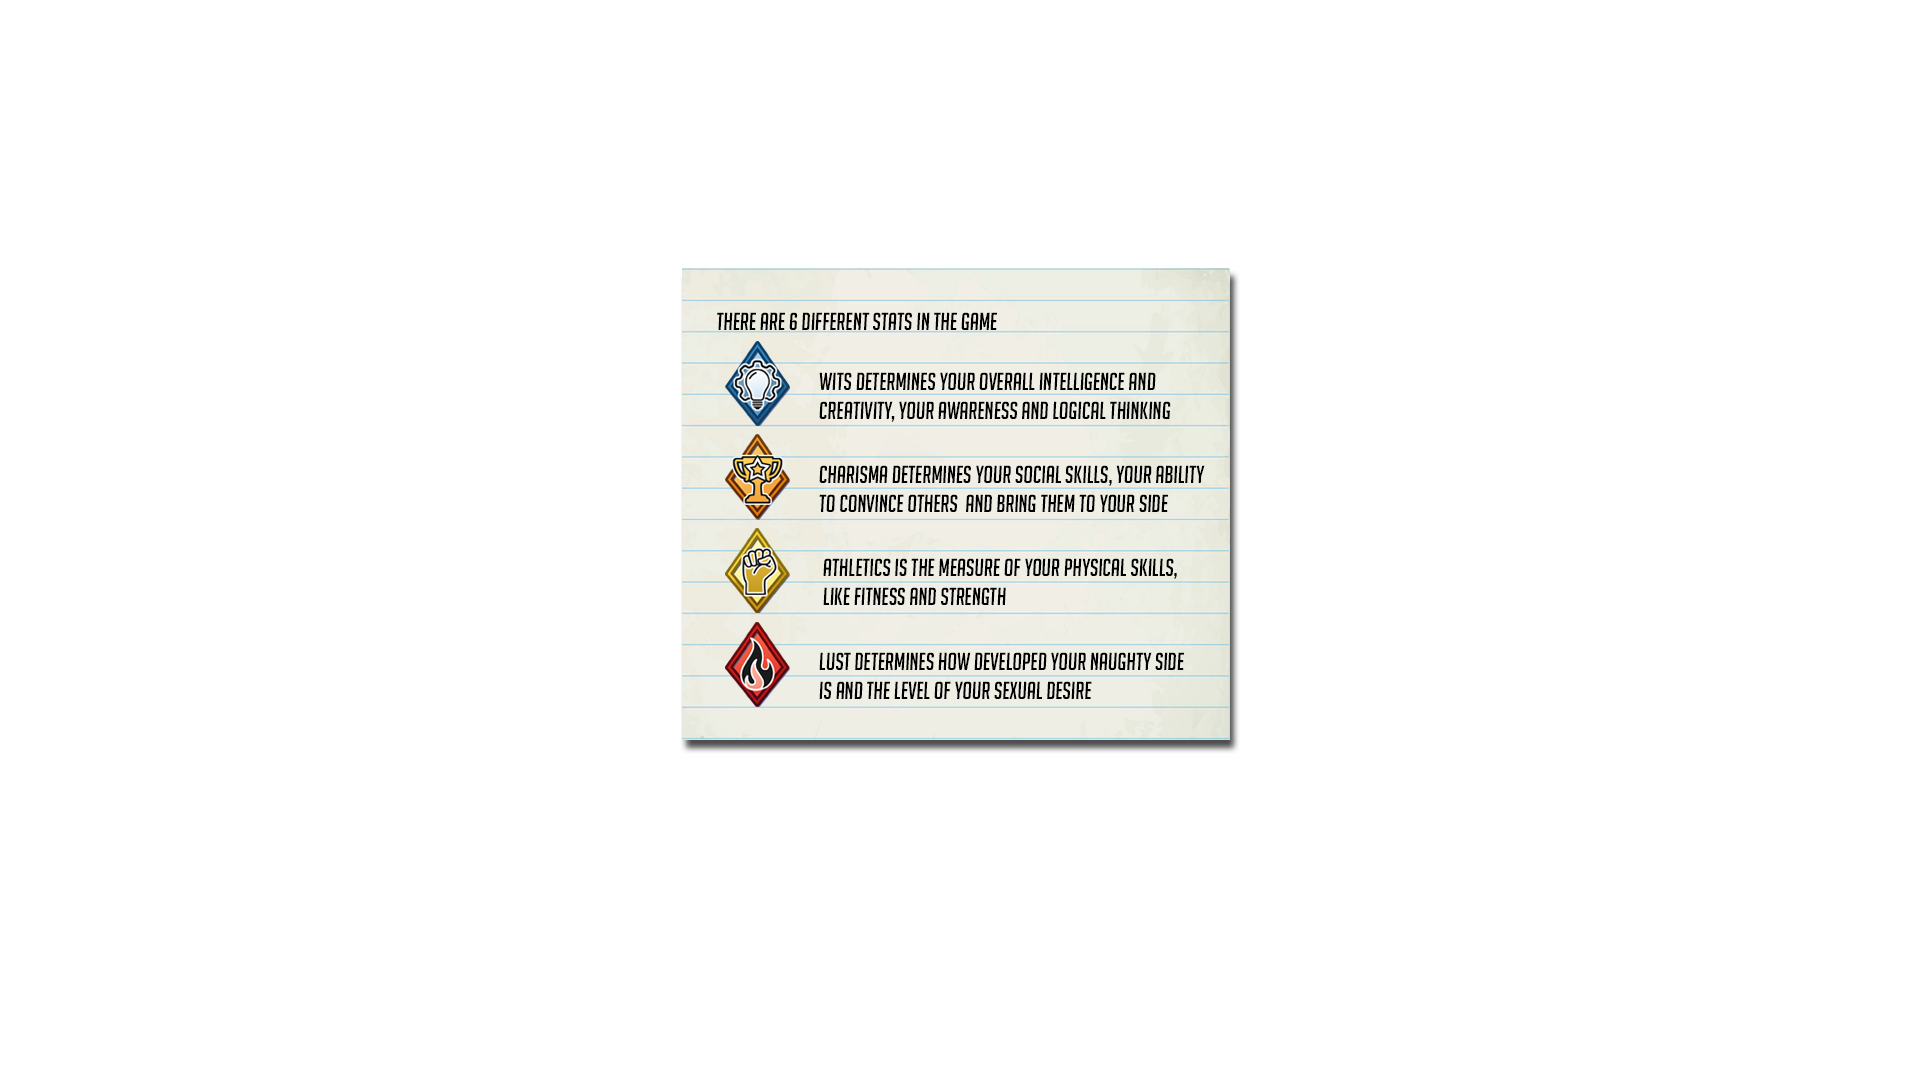 THERE ARE 6 DIFFERENT STATS IN THE GAME
WITS DETERMINES YOUR OVERALL INTELLIGENCE AND
CREATIVITY, YOUR AWARENESS AND LOGICAL THINKING
CHARISMA DETERMINES YOUR SOCIAL SKILLS, YOUR ABILITY
TO CONVINCE OTHERS  AND BRING THEM TO YOUR SIDE
ATHLETICS IS THE MEASURE OF YOUR PHYSICAL SKILLS,
LIKE FITNESS AND STRENGTH
LUST DETERMINES HOW DEVELOPED YOUR NAUGHTY SIDE
IS AND THE LEVEL OF YOUR SEXUAL DESIRE